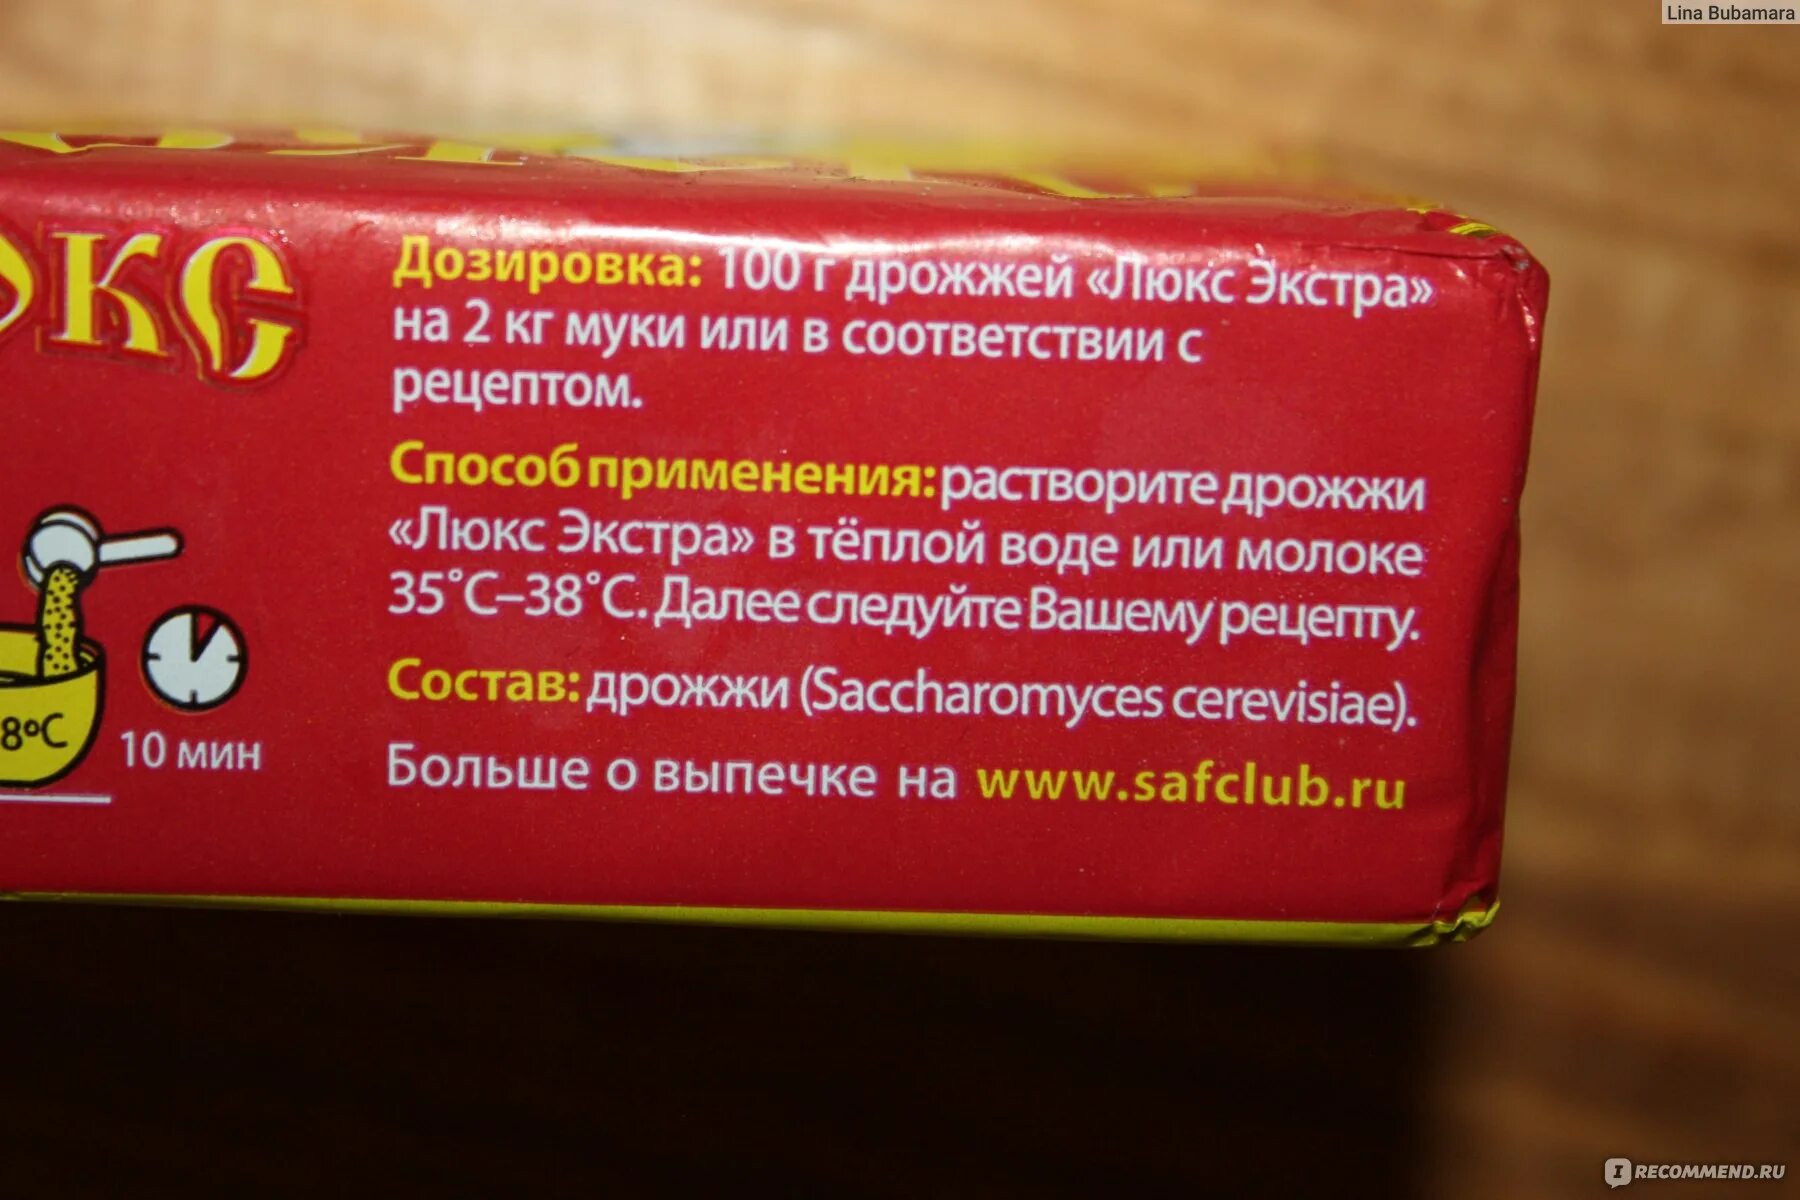 Lina Bubamara
Дозировка: 100 г дрожжей «Люкс Экстра»
на 2 кг муки или в соответствии с
рецептом.
Способ применения: растворите дрожжи
«Люкс Экстра» в тёплой воде или молоке
35°C–38°C. Далее следуйте Вашему рецепту.
Состав: дрожжи (Saccharomyces cerevisiae).
Больше о выпечке на www.safclub.ru
8°C
10 мин
IRECOMMEND.RU